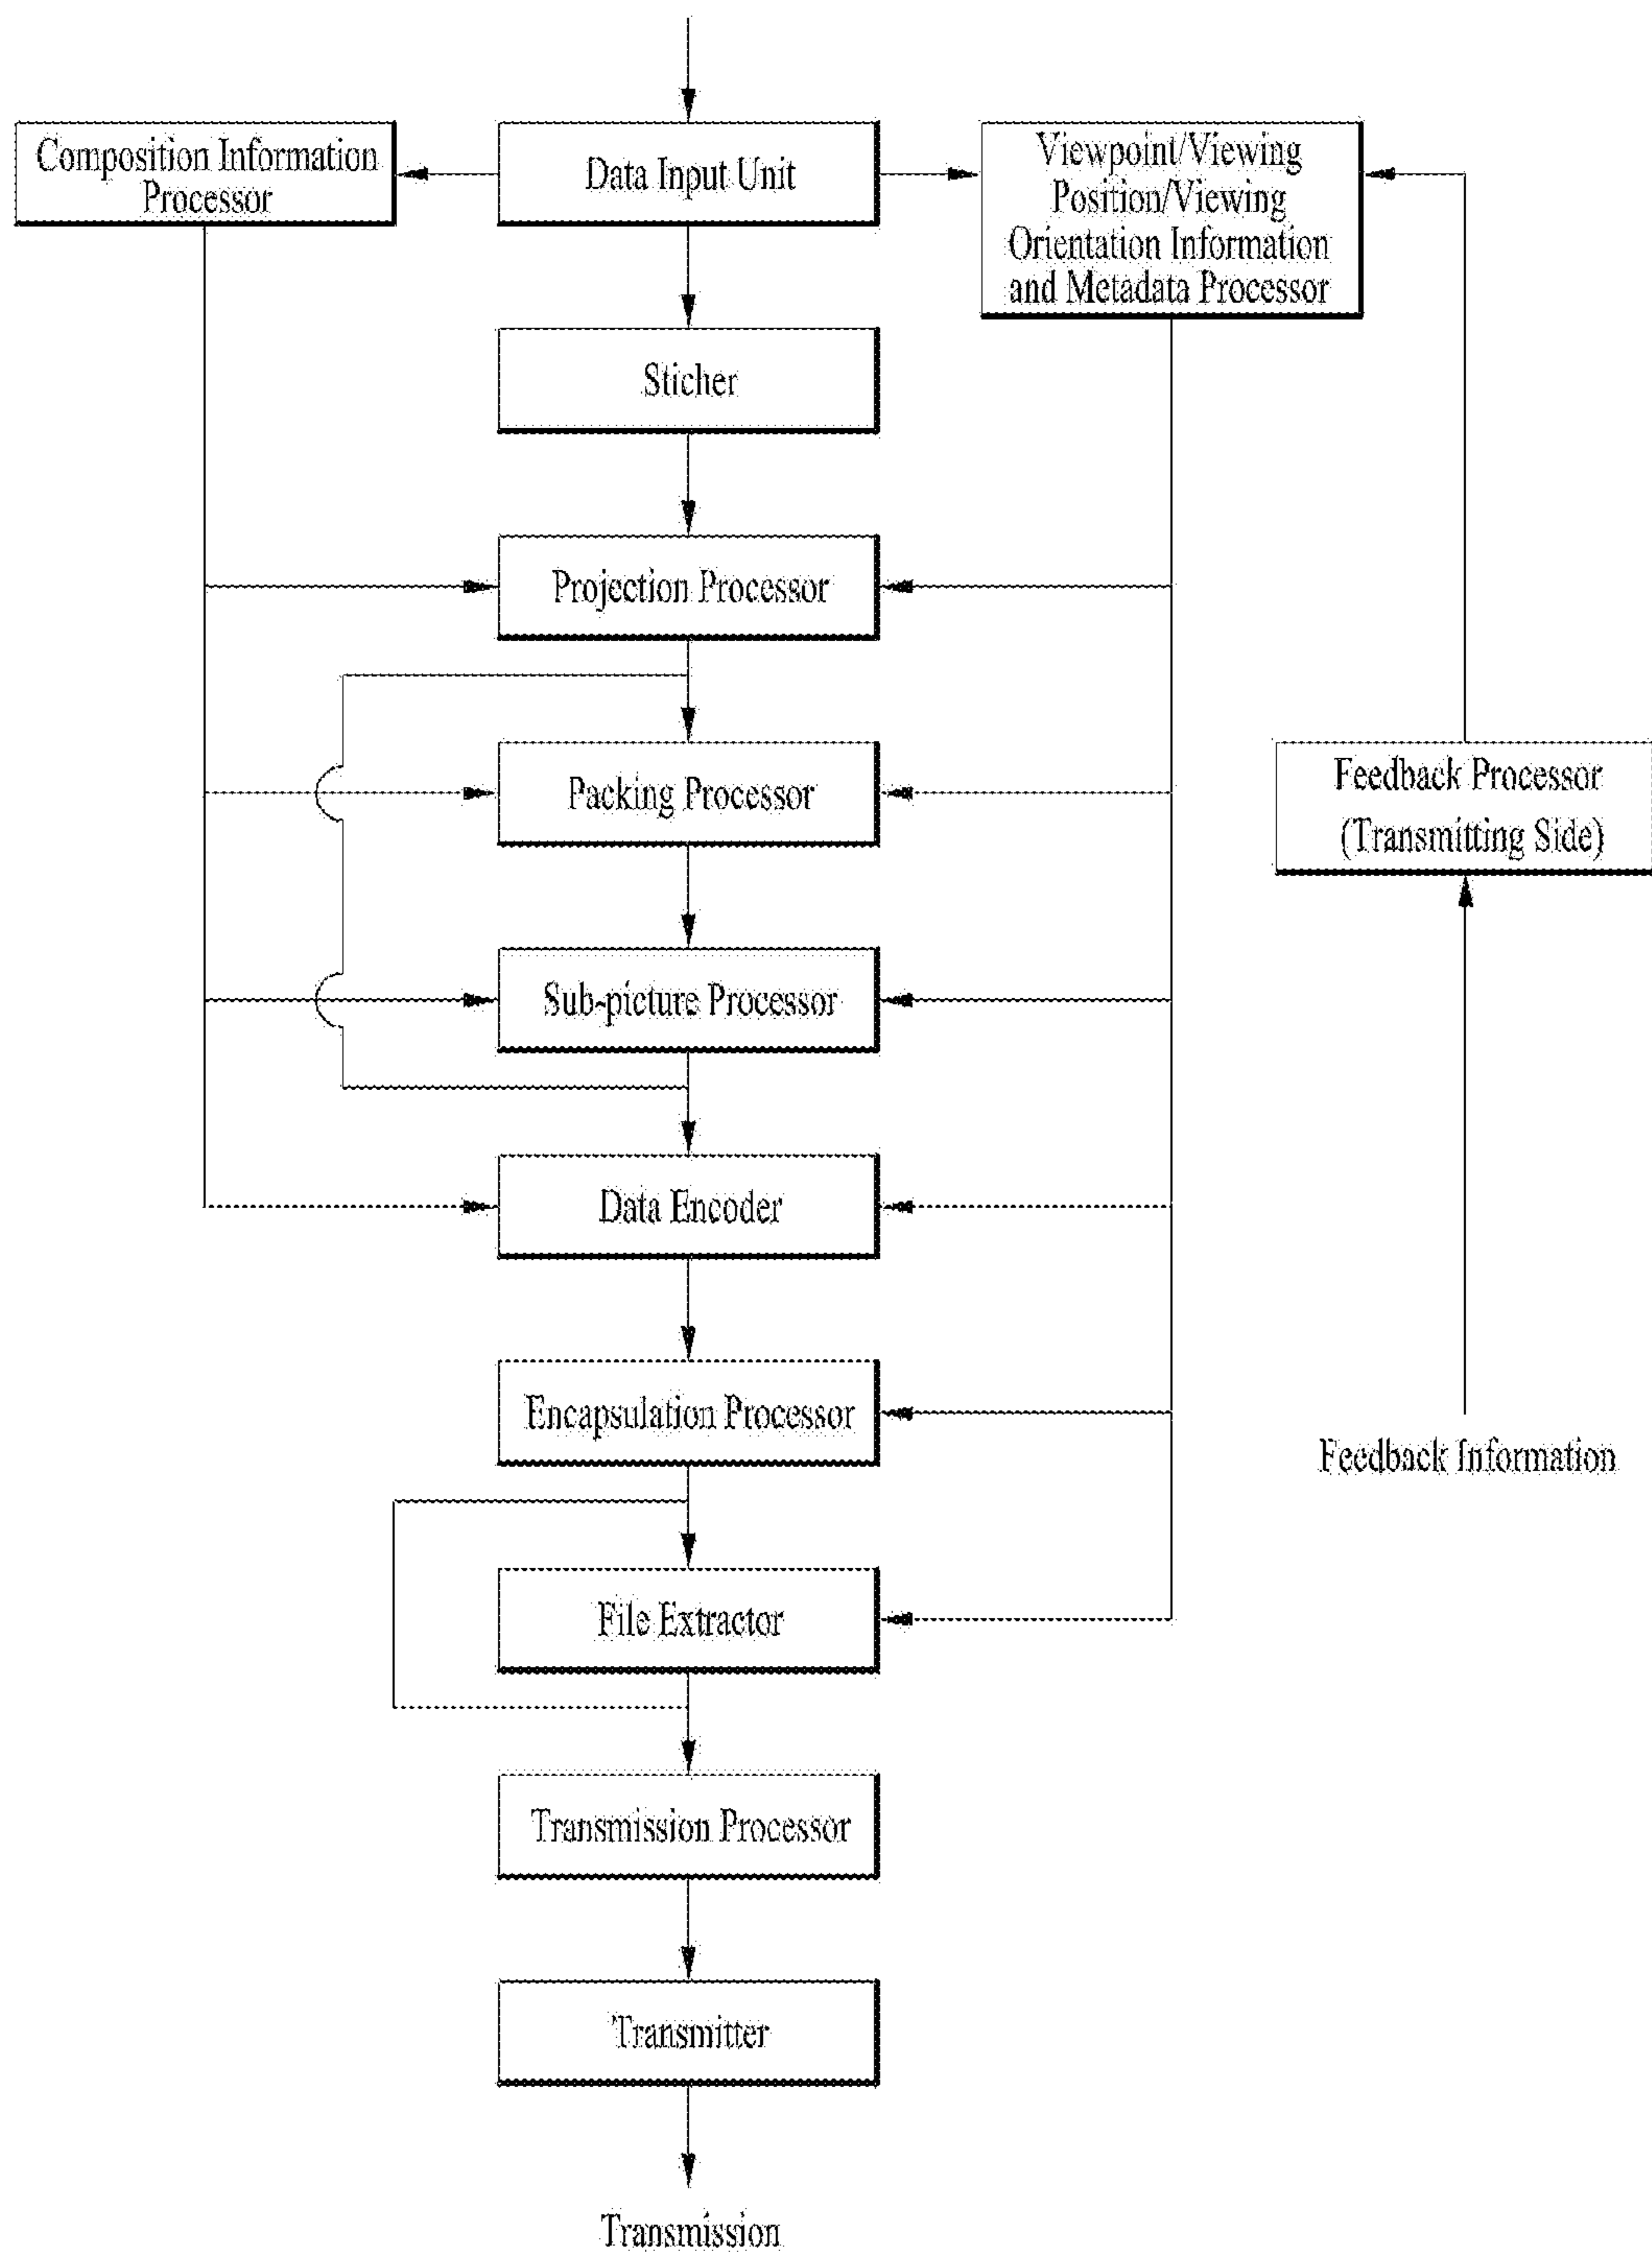 Composition Information
Processor
Data Input Unit
Viewpoint/Viewing
Position/Viewing
Orientation Information
and Metadata Processor
Sticher
Projection Processor
Packing Processor
Feedback Processor
(Transmitting Side)
Sub-picture Processor
Data Encoder
Encapsulation Processor
Feedback Information
File Extractor
Transmission Processor
Transmitter
Transmission